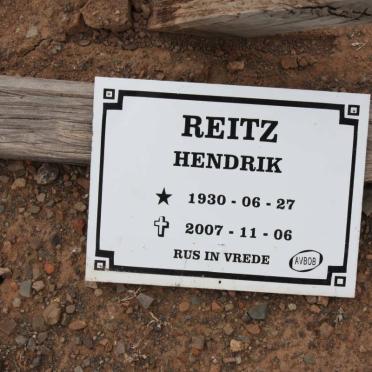 REITZ
HENDRIK
★ 1930 - 06 - 27
✞ 2007 - 11 - 06
RUS IN VREDE
AVBOB